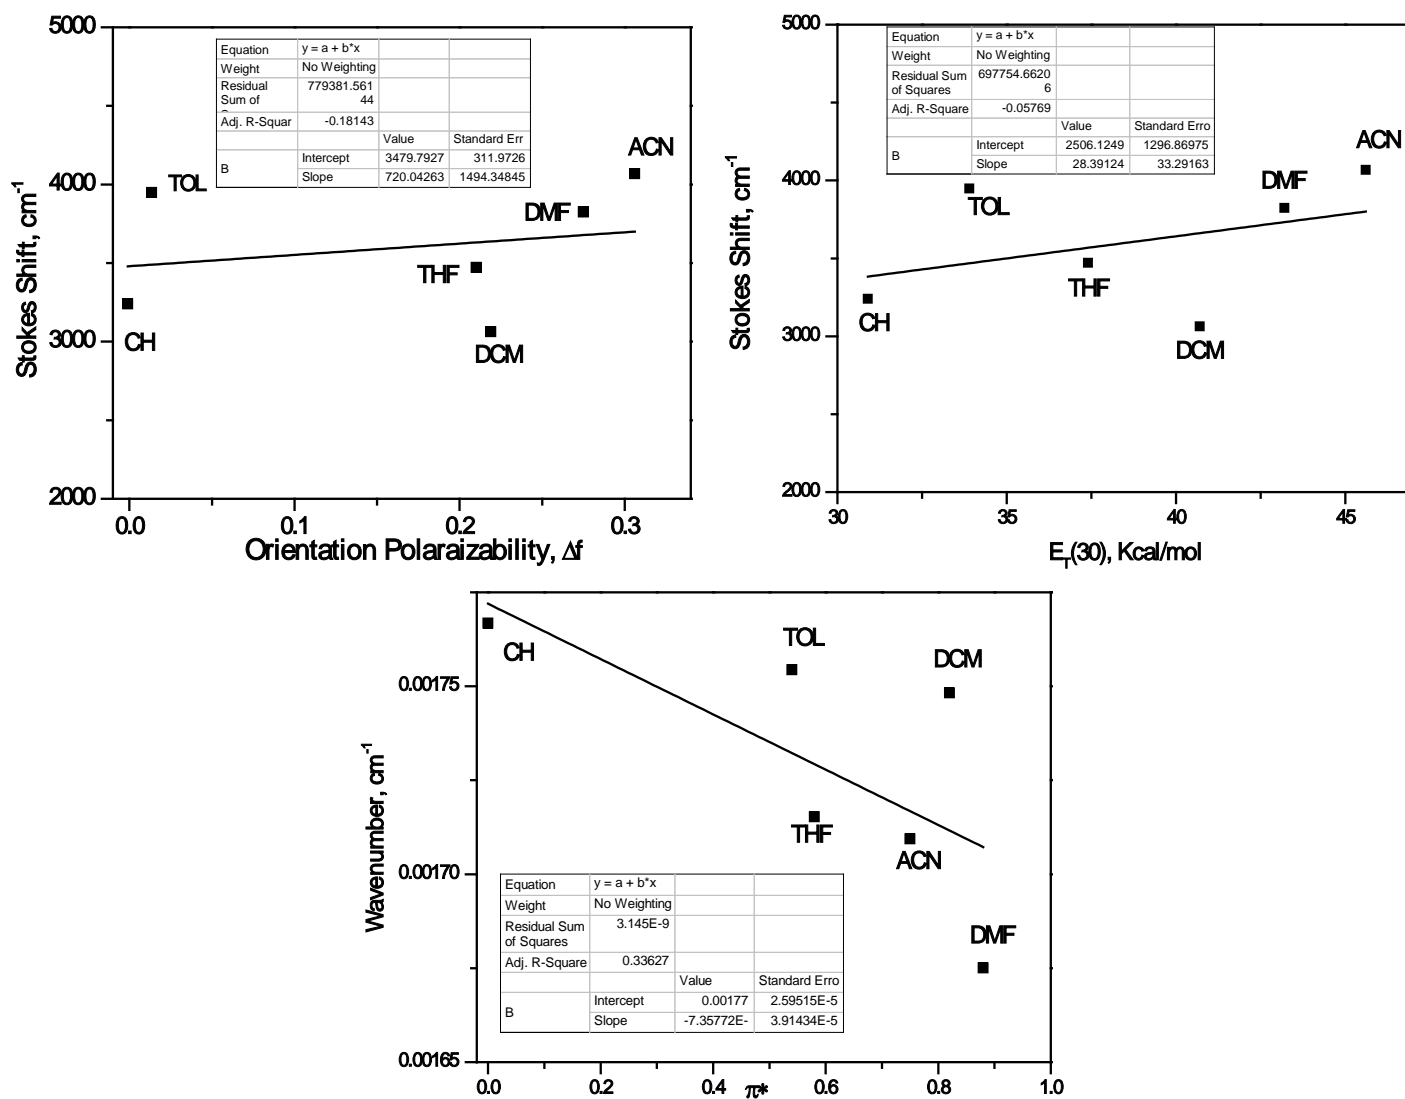 5000
4000
3000
2000
Stokes Shift, cm-1
Equation y = a + b*x
Weight No Weighting
Residual Sum of 779381.561
44
Adj. R-Squar -0.18143
Value Standard Err
B Intercept 3479.7927 311.9726
Slope 720.04263 1494.34845
TOL
ACN
DMF
THF
CH
DCM
0.0 0.1 0.2 0.3
Orientation Polaraizability, Δf
5000
4000
3000
2000
Stokes Shift, cm-1
Equation y = a + b*x
Weight No Weighting
Residual Sum of Squares 697754.6620
6
Adj. R-Square -0.05769
Value Standard Erro
B Intercept 2506.1249 1296.86975
Slope 28.39124 33.29163
ACN
DMF
TOL
THF
CH
DCM
30 35 40 45
ET(30), Kcal/mol
0.00175
0.00170
0.00165
Wavenumber, cm-1
CH
TOL
DCM
THF
ACN
DMF
Equation y = a + b*x
Weight No Weighting
Residual Sum of Squares 3.145E-9
Adj. R-Square 0.33627
Value Standard Erro
B Intercept 0.00177 2.59515E-5
Slope -7.35772E- 3.91434E-5
0.0 0.2 0.4 0.6 0.8 1.0
π*